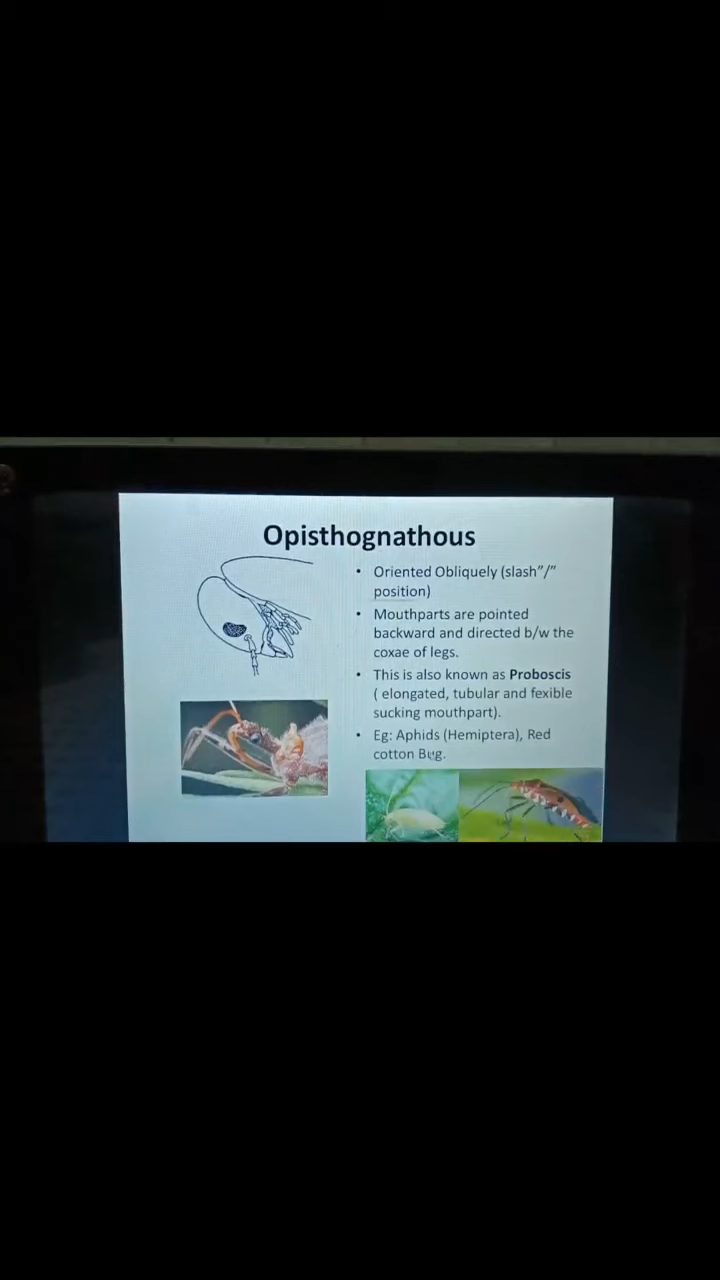 Opisthognathous
• Oriented Obliquely (slash”/”
position)
• Mouthparts are pointed
backward and directed b/w the
coxae of legs.
• This is also known as Proboscis
( elongated, tubular and fexible
sucking mouthpart).
• Eg: Aphids (Hemiptera), Red
cotton Bug.